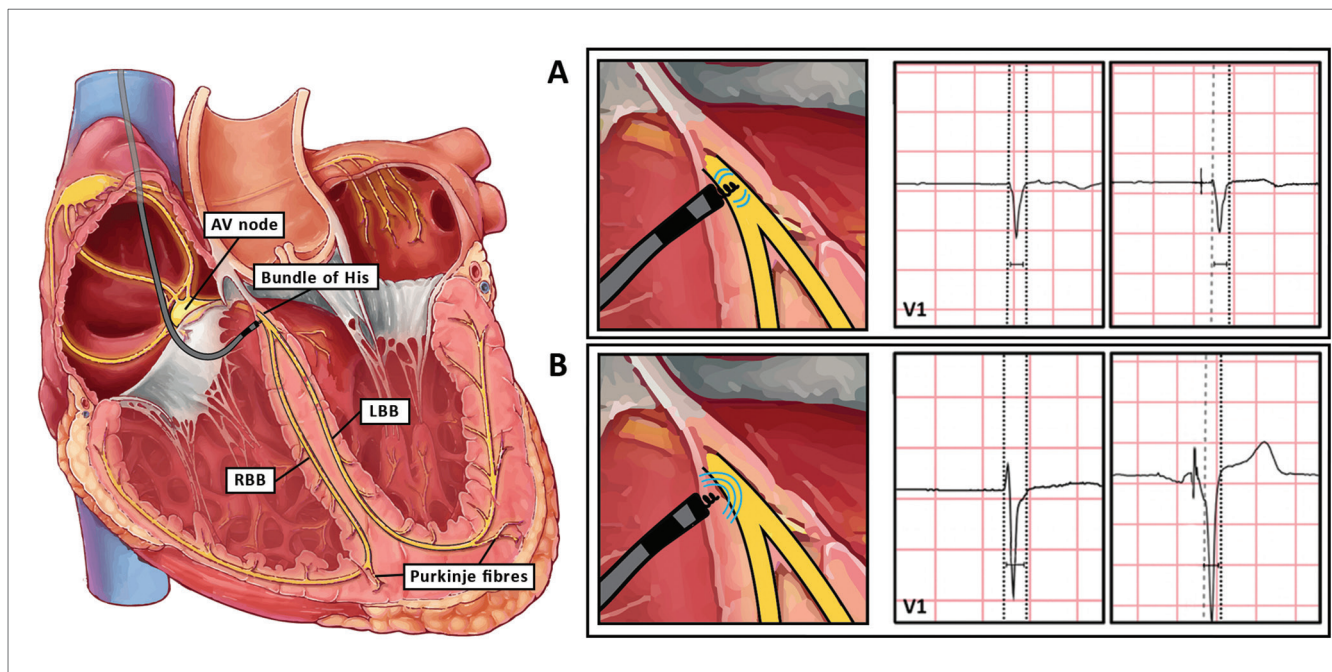 AV node
Bundle of His
LBB
RBB
Purkinje fibres
A
V1
B
V1